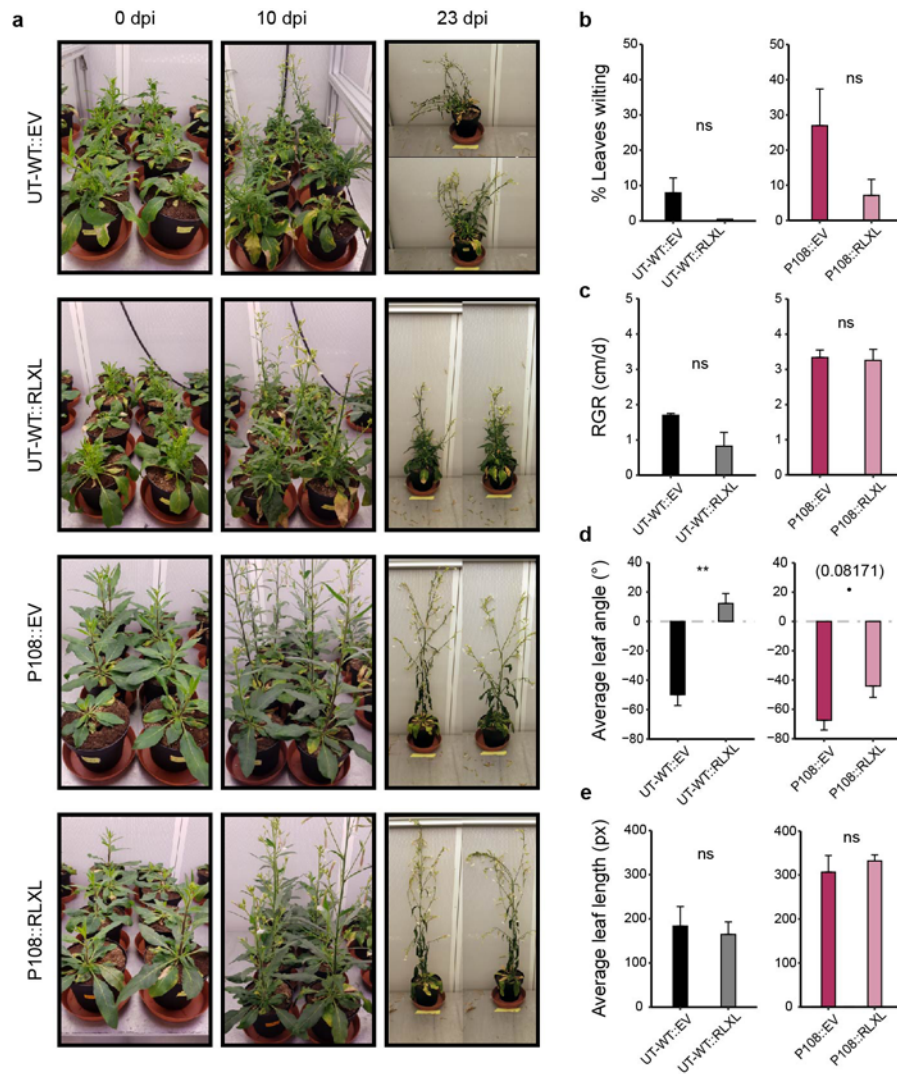 a
0 dpi 10 dpi 23 dpi
UT-WT::EV
UT-WT::RLXL
P108::EV
P108::RLXL
b
% Leaves wilting
50
40
30
20
10
0
ns
UT-WT::EV
UT-WT::RLXL
50
40
30
20
10
0
ns
P108::EV
P108::RLXL
c
RGR (cm/d)
5
4
3
2
1
0
ns
UT-WT::EV
UT-WT::RLXL
5
4
3
2
1
0
ns
P108::EV
P108::RLXL
d
Average leaf angle (°)
40
20
0
−20
−40
−60
−80
**
UT-WT::EV
UT-WT::RLXL
40
20
0
−20
−40
−60
−80
(0.08171)
•
P108::EV
P108::RLXL
e
Average leaf length (px)
400
300
200
100
0
ns
UT-WT::EV
UT-WT::RLXL
400
300
200
100
0
ns
P108::EV
P108::RLXL